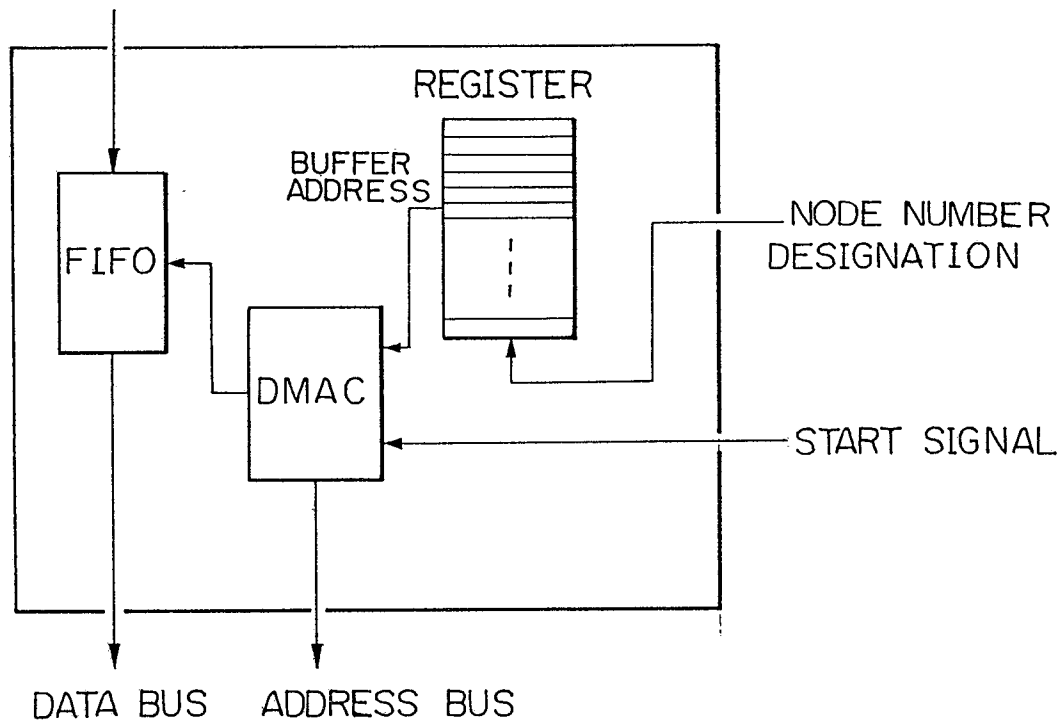 REGISTER
BUFFER
ADDRESS
NODE NUMBER
DESIGNATION
FIFO
DMAC
START SIGNAL
DATA BUS
ADDRESS BUS